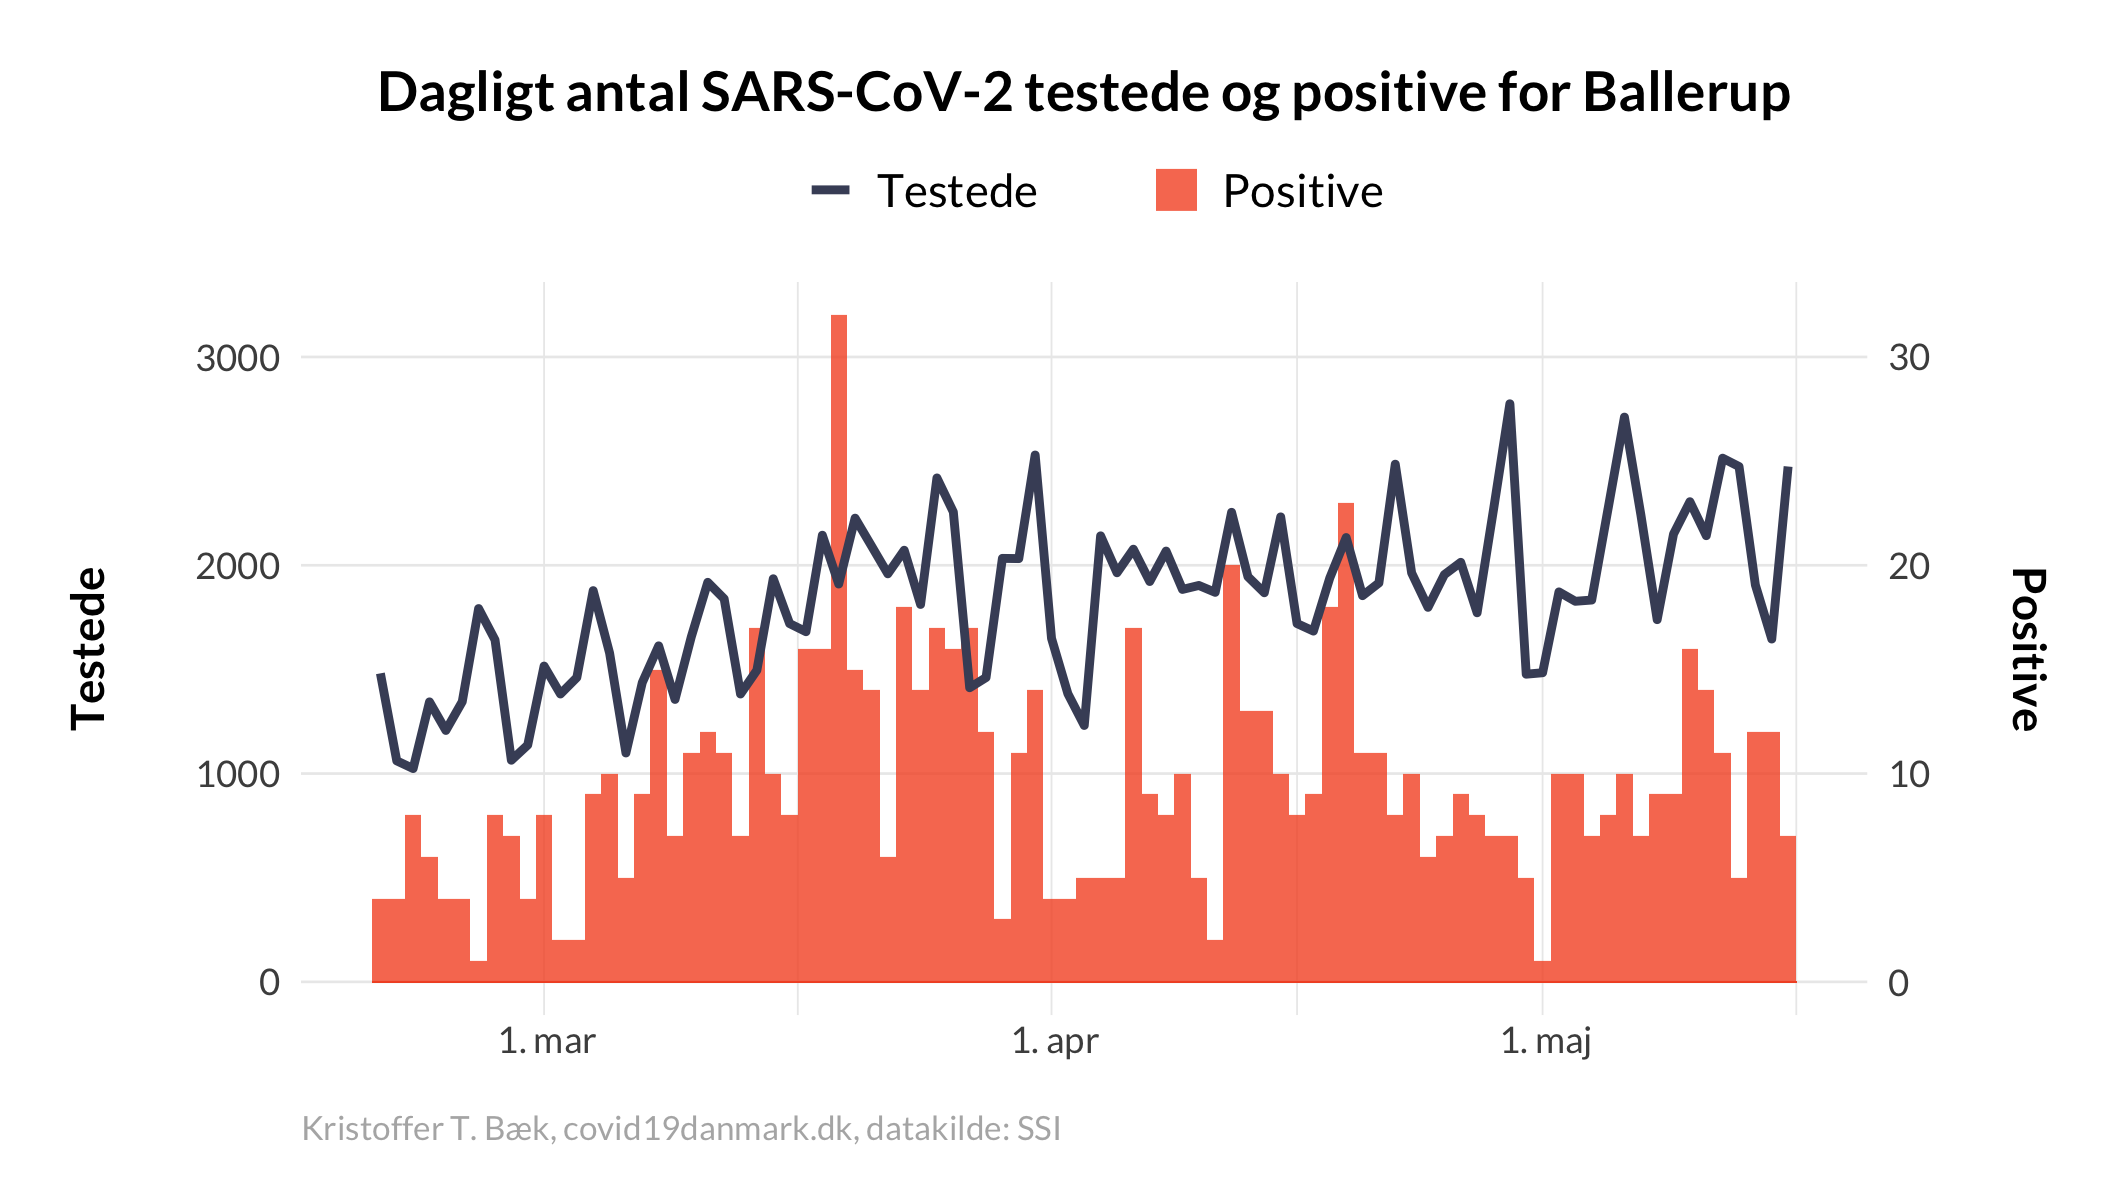 Dagligt antal SARS-CoV-2 testede og positive for Ballerup
Testede
Positive
3000
2000
1000
0
30
20
10
0
Testede
Positive
1. mar
1. apr
1. maj
Kristoffer T. Bæk, covid19danmark.dk, datakilde: SSI